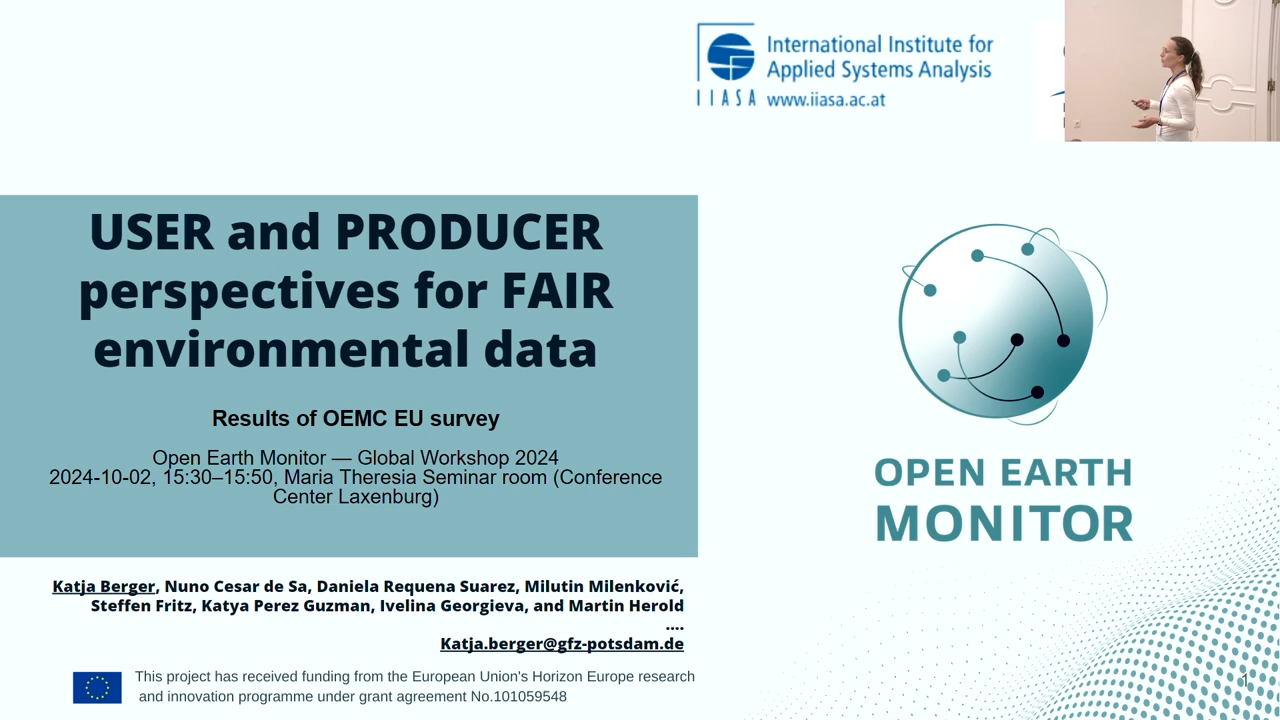 International Institute for
Applied Systems Analysis
IIASA www.iiasa.ac.at
USER and PRODUCER
perspectives for FAIR
environmental data
Results of OEMC EU survey
Open Earth Monitor — Global Workshop 2024
2024-10-02, 15:30–15:50, Maria Theresia Seminar room (Conference
Center Laxenburg)
OPEN EARTH
MONITOR
Katja Berger, Nuno Cesar de Sa, Daniela Requena Suarez, Milutin Milenković,
Steffen Fritz, Katya Perez Guzman, Ivelina Georgieva, and Martin Herold
....
Katja.berger@gfz-potsdam.de
This project has received funding from the European Union's Horizon Europe research
and innovation programme under grant agreement No.101059548
1